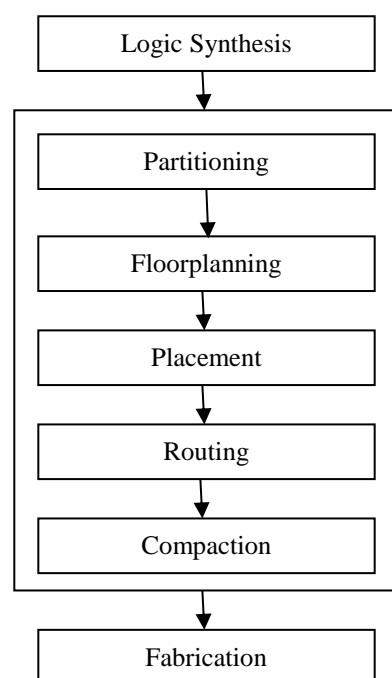 Logic Synthesis
Partitioning
Floorplanning
Placement
Routing
Compaction
Fabrication